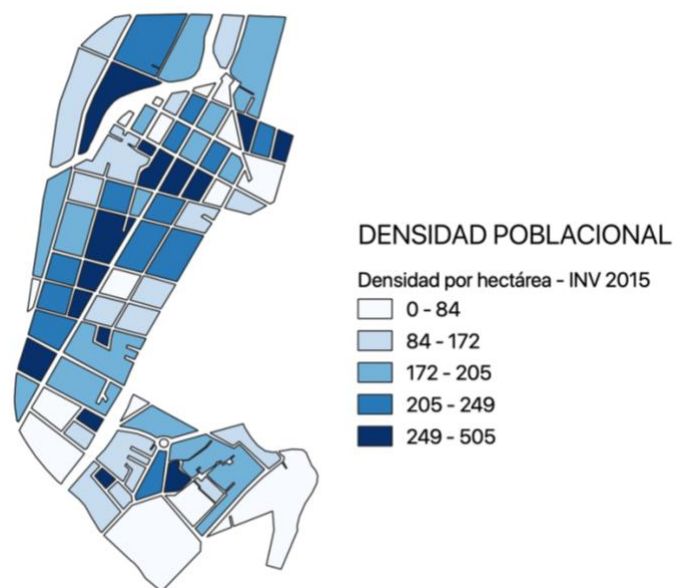 DENSIDAD POBLACIONAL
Densidad por hectárea - INV 2015
0 - 84
84 - 172
172 - 205
205 - 249
249 - 505